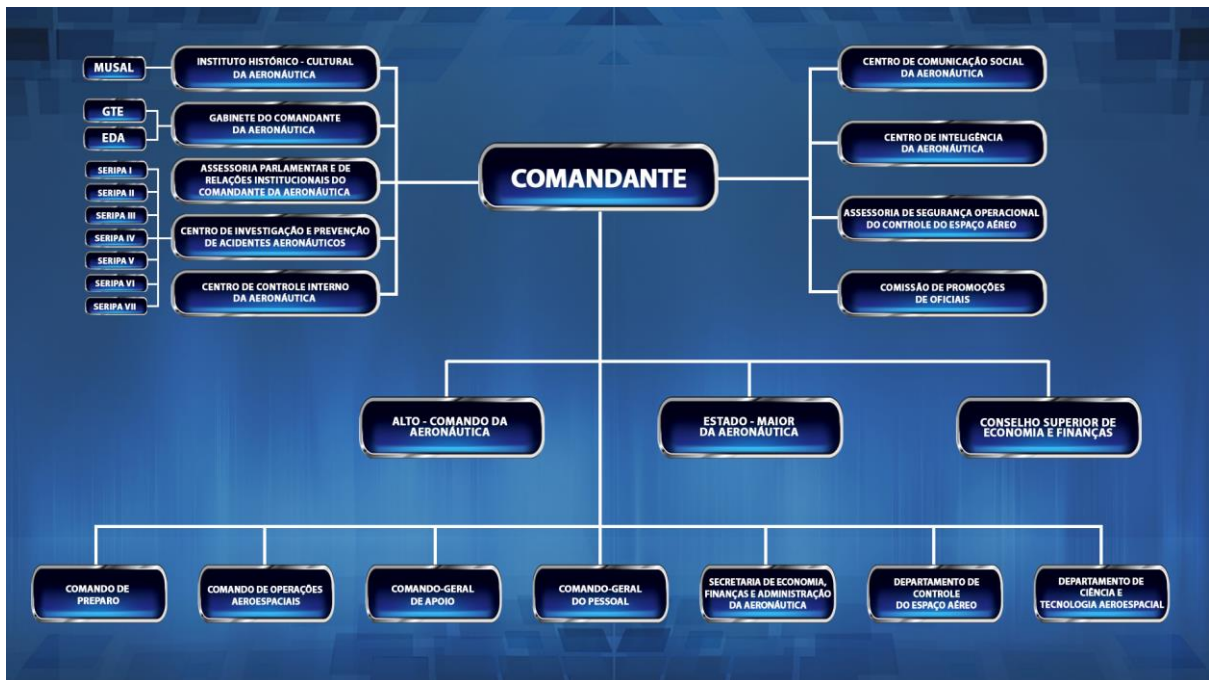 MUSAL
INSTITUTO HISTÓRICO - CULTURAL
DA AERONÁUTICA
GTE
EDA
GABINETE DO COMANDANTE
DA AERONÁUTICA
SERIPA I
SERIPA II
SERIPA III
SERIPA IV
SERIPA V
SERIPA VI
SERIPA VII
ASSESSORIA PARLAMENTAR E DE
RELAÇÕES INSTITUCIONAIS DO
COMANDANTE DA AERONÁUTICA
CENTRO DE INVESTIGAÇÃO E PREVENÇÃO
DE ACIDENTES AERONÁUTICOS
CENTRO DE CONTROLE INTERNO
DA AERONÁUTICA
COMANDANTE
CENTRO DE COMUNICAÇÃO SOCIAL
DA AERONÁUTICA
CENTRO DE INTELIGÊNCIA
DA AERONÁUTICA
ASSESSORIA DE SEGURANÇA OPERACIONAL
DO CONTROLE DO ESPAÇO AÉREO
COMISSÃO DE PROMOÇÕES
DE OFICIAIS
ALTO - COMANDO DA
AERONÁUTICA
ESTADO - MAIOR
DA AERONÁUTICA
CONSELHO SUPERIOR DE
ECONOMIA E FINANÇAS
COMANDO DE
PREPARO
COMANDO DE OPERAÇÕES
AEROESPACIAIS
COMANDO-GERAL
DE APOIO
COMANDO-GERAL
DO PESSOAL
SECRETARIA DE ECONOMIA,
FINANÇAS E ADMINISTRAÇÃO
DA AERONÁUTICA
DEPARTAMENTO DE
CONTROLE
DO ESPAÇO AÉREO
DEPARTAMENTO DE
CIÊNCIA E
TECNOLOGIA AEROESPACIAL